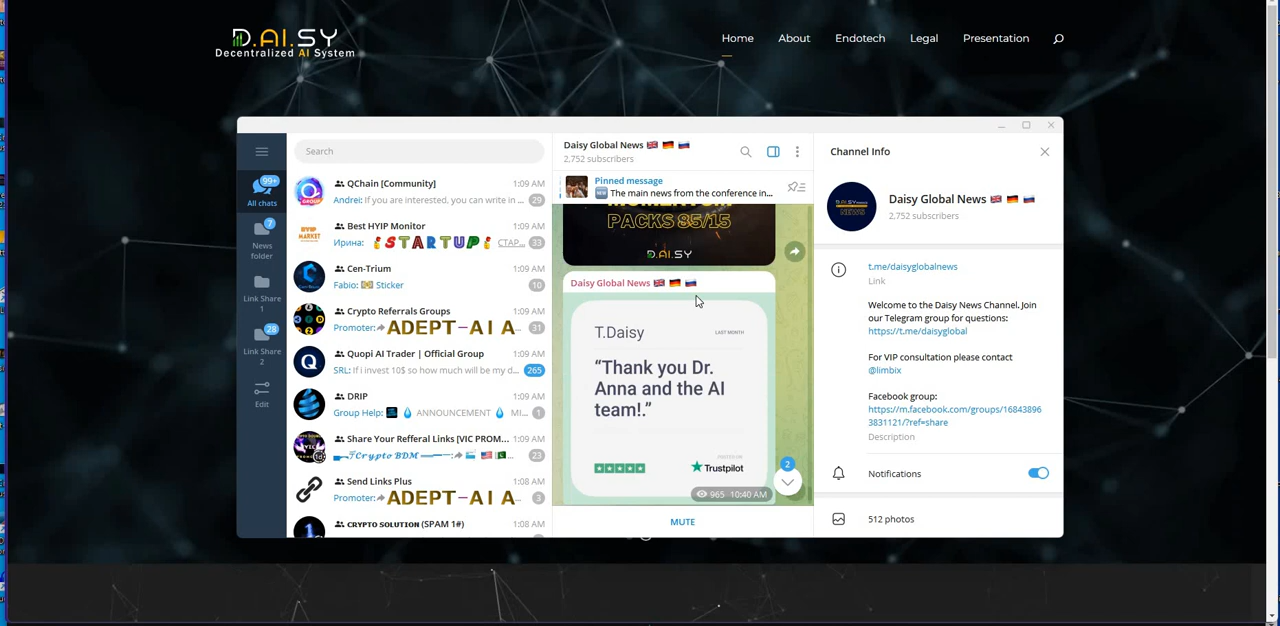 D.AI.SY
Decentralized AI System
Home
About
Endotech
Legal
Presentation
99+
All chats
7
News
folder
Link Share
1
28
Link Share
2
Edit
Search
QChain [Community]
1:09 AM
Andrei: If you are interested, you can write in ...
29
Best HYIP Monitor
1:09 AM
Ирина: STARTUP CTAP...
33
Cen-Trium
1:09 AM
Fabio: Sticker
10
Crypto Referrals Groups
1:09 AM
Promoter: ADEPT-AI A...
31
Quopi AI Trader | Official Group
1:09 AM
SRL: If i invest 10$ so how much will be my d...
265
DRIP
1:09 AM
Group Help: ANNOUNCEMENT MI...
1
Share Your Refferal Links [VIC PROM...
1:09 AM
Crypto BDM
23
Send Links Plus
1:08 AM
Promoter: ADEPT-AI A
3
CRYPTO SOLUTION (SPAM 1#)
1:08 AM
Daisy Global News
2,752 subscribers
Pinned message
NEW The main news from the conference in...
PACKS 85/15
D.AI.SY
Daisy Global News
T.Daisy
LAST MONTH
“Thank you Dr.
Anna and the AI
team!.”
Trustpilot
965 10:40 AM
2
MUTE
Channel Info
Daisy Global News
2,752 subscribers
t.me/daisyglobalnews
Link
Welcome to the Daisy News Channel. Join
our Telegram group for questions:
https://t.me/daisyglobal
For VIP consultation please contact
@limbix
Facebook group:
https://m.facebook.com/groups/16843896
3831121/?ref=share
Description
Notifications
512 photos